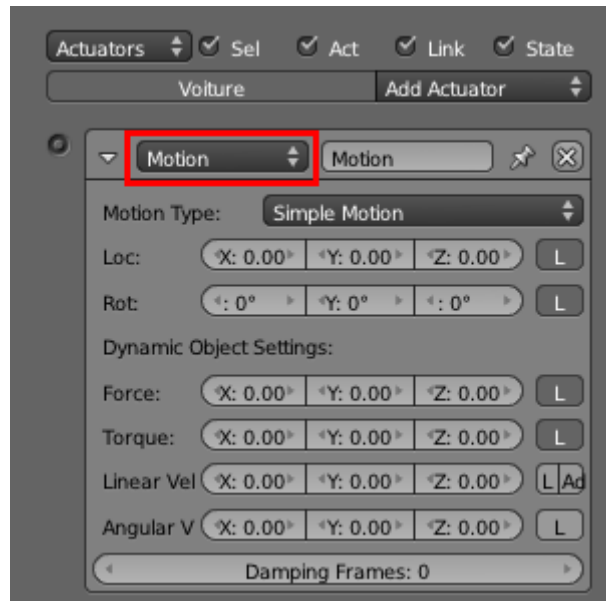 Actuators Sel Act Link State
Voiture Add Actuator
Motion Motion
Motion Type: Simple Motion
Loc: X: 0.00 Y: 0.00 Z: 0.00 L
Rot: : 0° Y: 0° : 0° L
Dynamic Object Settings:
Force: X: 0.00 Y: 0.00 Z: 0.00 L
Torque: X: 0.00 Y: 0.00 Z: 0.00 L
Linear Vel X: 0.00 Y: 0.00 Z: 0.00 L Ad
Angular V X: 0.00 Y: 0.00 Z: 0.00 L
Damping Frames: 0